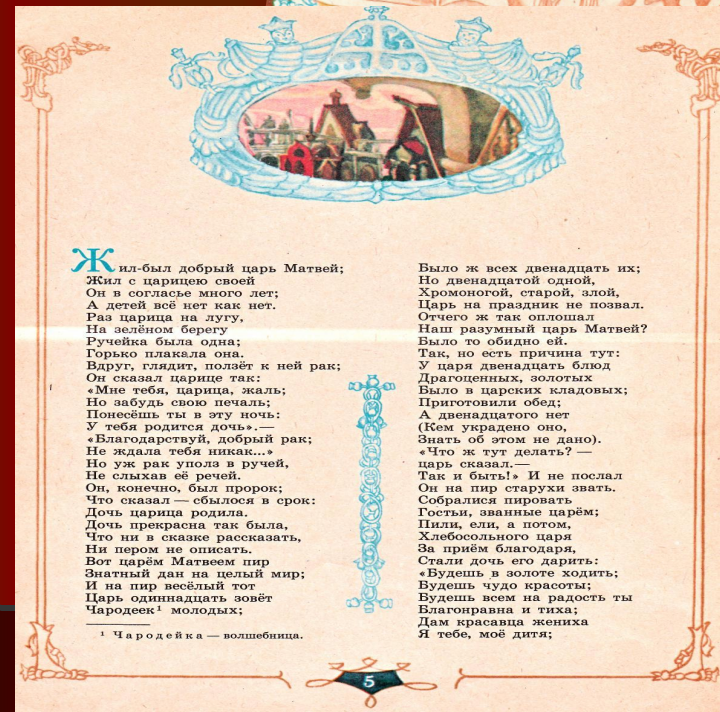 Жил-был добрый царь Матвей;
Жил с царицею своей
Он в согласье много лет;
А детей всё нет как нет.
Раз царица на лугу,
На зелёном берегу
Ручейка была одна;
Горько плакала она.
Вдруг, глядит, ползёт к ней рак;
Он сказал царице так:
«Мне тебя, царица, жаль;
Но забудь свою печаль;
Понесёшь ты в эту ночь:
У тебя родится дочь».—
«Благодарствуй, добрый рак;
Не ждала тебя никак...»
Но уж рак уполз в ручей,
Не слыхав её речей.
Он, конечно, был пророк;
Что сказал — сбылося в срок:
Дочь царица родила.
Дочь прекрасна так была,
Что ни в сказке рассказать,
Ни пером не описать.
Вот царём Матвеем пир
Знатный дан на целый мир;
И на пир весёлый тот
Царь одиннадцать зовёт
Чародеек¹ молодых;
¹ Чародейка — волшебница.
Было ж всех двенадцать их;
Но двенадцатой одной,
Хромоногой, старой, злой,
Царь на праздник не позвал.
Отчего ж так оплошал
Наш разумный царь Матвей?
Было то обидно ей.
Так, но есть причина тут:
У царя двенадцать блюд
Драгоценных, золотых
Было в царских кладовых;
Приготовили обед;
А двенадцатого нет
(Кем украдено оно,
Знать об этом не дано).
«Что ж тут делать? —
царь сказал.—
Так и быть!» И не послал
Он на пир старухи звать.
Собралися пировать
Гостьи, званные царём;
Пили, ели, а потом,
Хлебосольного царя
За приём благодаря,
Стали дочь его дарить:
«Будешь в золоте ходить;
Будешь чудо красоты;
Будешь всем на радость ты
Благонравна и тиха;
Дам красавца жениха
Я тебе, моё дитя;
5